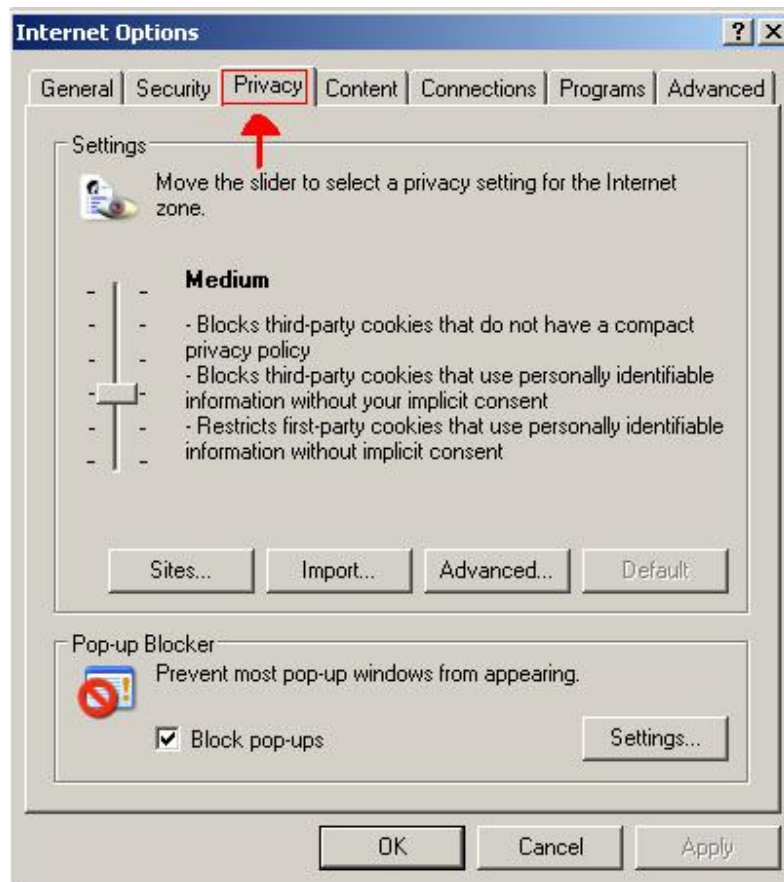 Internet Options
General Security Privacy Content Connections Programs Advanced
Settings
Move the slider to select a privacy setting for the Internet
zone.
Medium
- Blocks third-party cookies that do not have a compact
privacy policy
- Blocks third-party cookies that use personally identifiable
information without your implicit consent
- Restricts first-party cookies that use personally identifiable
information without implicit consent
Sites... Import... Advanced... Default
Pop-up Blocker
Prevent most pop-up windows from appearing.
Block pop-ups Settings...
OK Cancel Apply